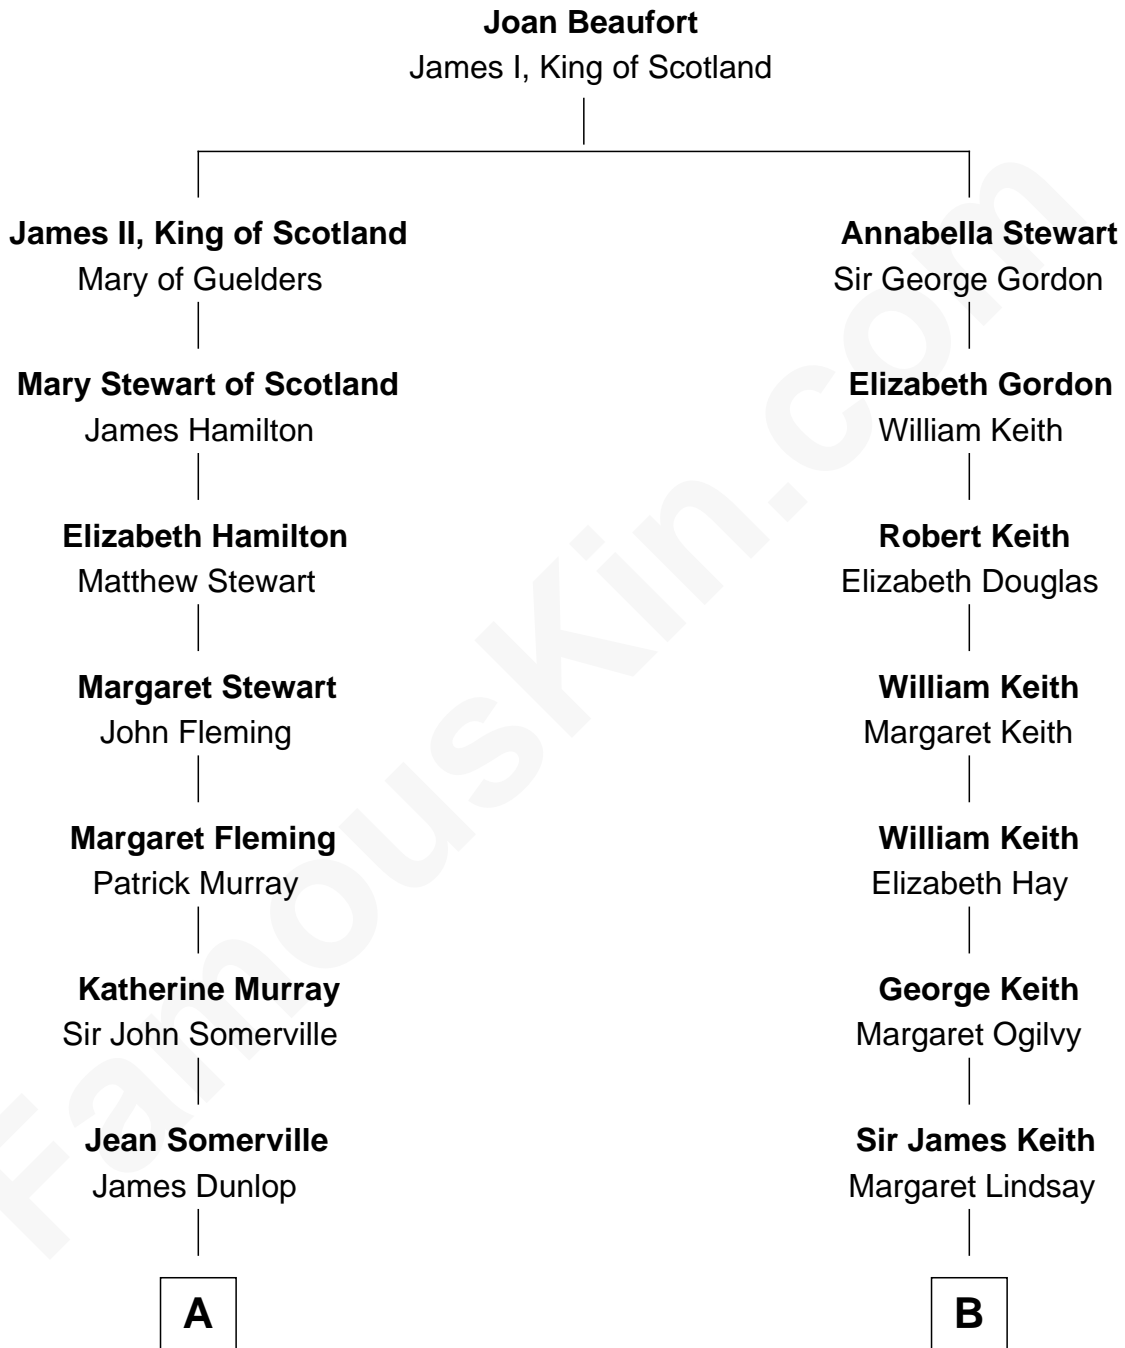 Joan Beaufort
James I, King of Scotland
James II, King of Scotland
Mary of Guelders
Mary Stewart of Scotland
James Hamilton
Elizabeth Hamilton
Matthew Stewart
Margaret Stewart
John Fleming
Margaret Fleming
Patrick Murray
Katherine Murray
Sir John Somerville
Jean Somerville
James Dunlop
A
Annabella Stewart
Sir George Gordon
Elizabeth Gordon
William Keith
Robert Keith
Elizabeth Douglas
William Keith
Margaret Keith
William Keith
Elizabeth Hay
George Keith
Margaret Ogilvy
Sir James Keith
Margaret Lindsay
B
FamousKin.com